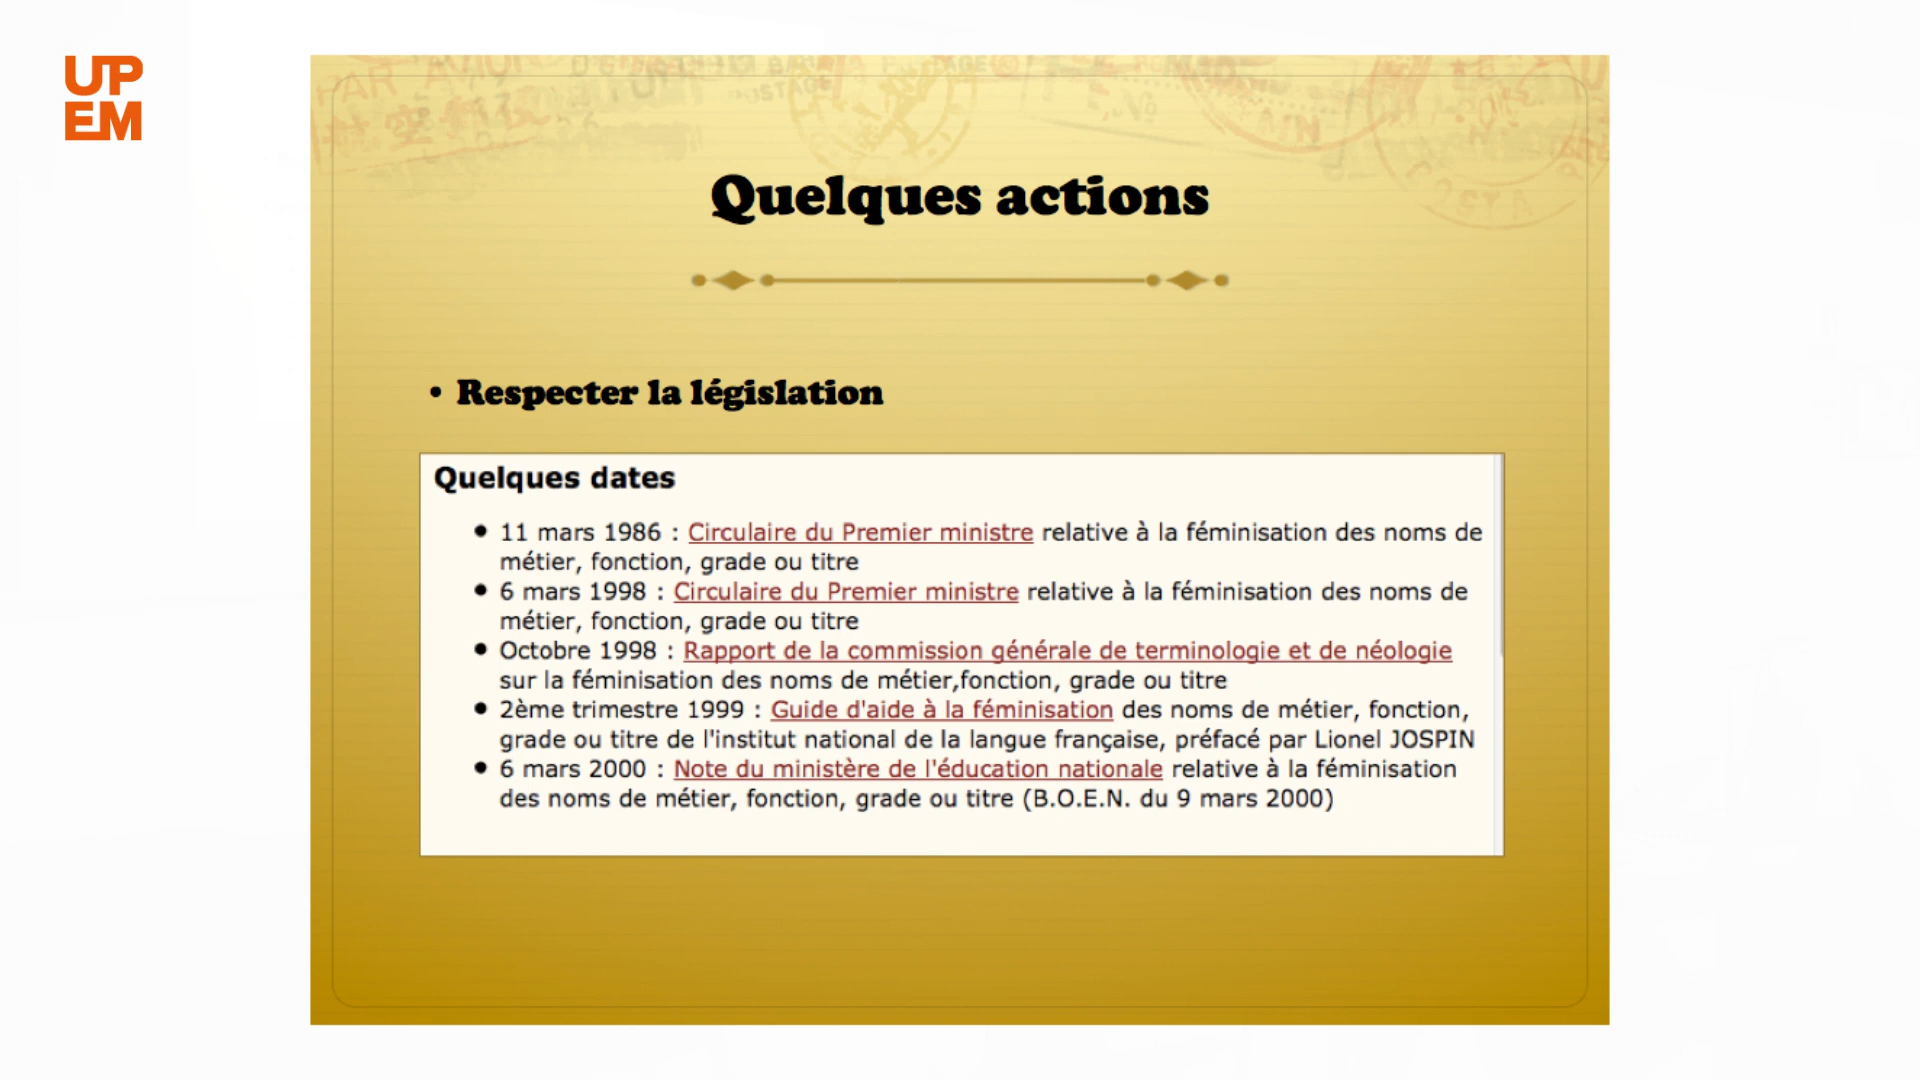 UP
EM
Quelques actions
• Respecter la législation
Quelques dates
• 11 mars 1986 : Circulaire du Premier ministre relative à la féminisation des noms de
métier, fonction, grade ou titre
• 6 mars 1998 : Circulaire du Premier ministre relative à la féminisation des noms de
métier, fonction, grade ou titre
• Octobre 1998 : Rapport de la commission générale de terminologie et de néologie
sur la féminisation des noms de métier,fonction, grade ou titre
• 2ème trimestre 1999 : Guide d'aide à la féminisation des noms de métier, fonction,
grade ou titre de l'institut national de la langue française, préfacé par Lionel JOSPIN
• 6 mars 2000 : Note du ministère de l'éducation nationale relative à la féminisation
des noms de métier, fonction, grade ou titre (B.O.E.N. du 9 mars 2000)